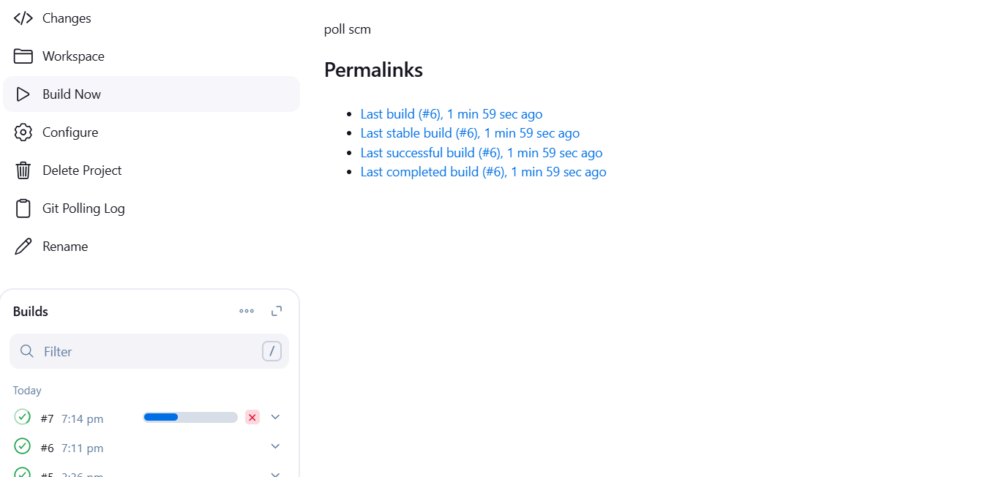 Changes
Workspace
Build Now
Configure
Delete Project
Git Polling Log
Rename
Builds
Filter /
Today
#7 7:14 pm
#6 7:11 pm
#5
poll scm
Permalinks
Last build (#6), 1 min 59 sec ago
Last stable build (#6), 1 min 59 sec ago
Last successful build (#6), 1 min 59 sec ago
Last completed build (#6), 1 min 59 sec ago